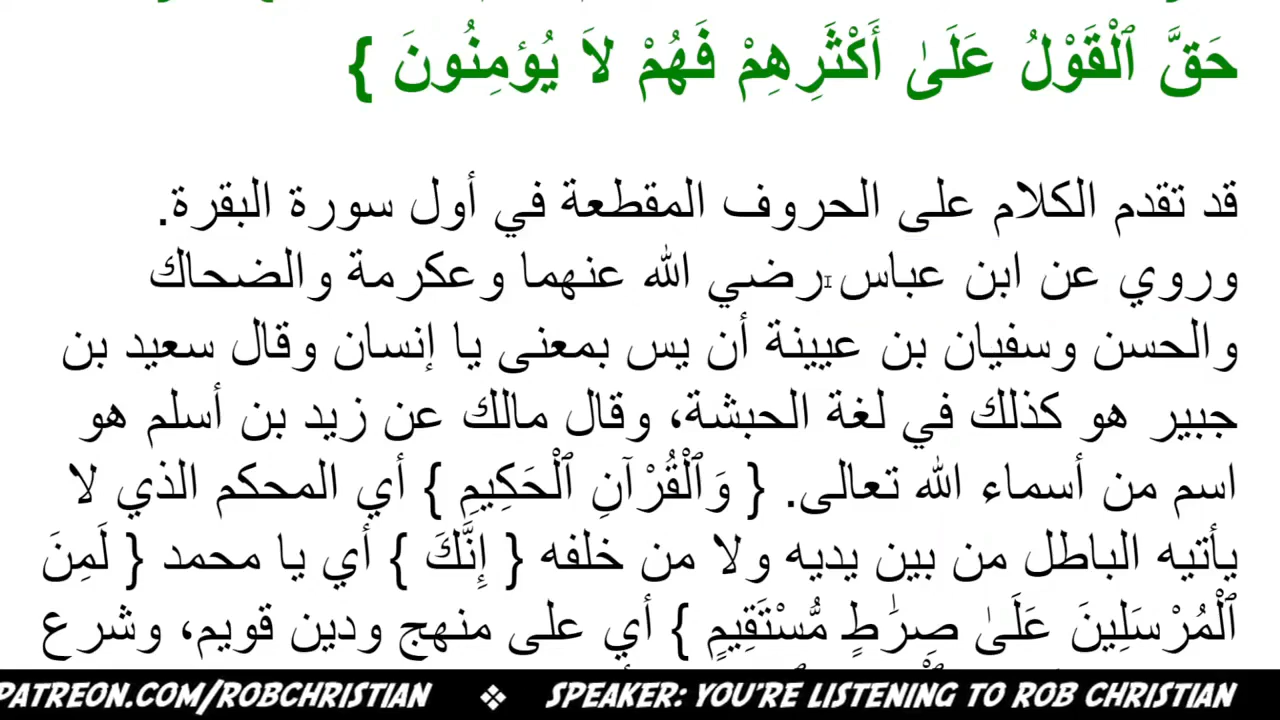 حَقَّ ٱلْقَوْلُ عَلَىٰ أَكْثَرِهِمْ فَهُمْ لاَ يُؤمِنُونَ }
قد تقدم الكلام على الحروف المقطعة في أول سورة البقرة.
وروي عن ابن عباس رضي الله عنهما وعكرمة والضحاك
والحسن وسفيان بن عيينة أن يس بمعنى يا إنسان وقال سعيد بن
جبير هو كذلك في لغة الحبشة، وقال مالك عن زيد بن أسلم هو
اسم من أسماء الله تعالى. { وَٱلْقُرْآنِ ٱلْحَكِيمِ } أي المحكم الذي لا
يأتيه الباطل من بين يديه ولا من خلفه { إِنَّكَ } أي يا محمد { لَمِنَ
ٱلْمُرْسَلِينَ عَلَىٰ صِرَٰطٍ مُّسْتَقِيمٍ } أي على منهج ودين قويم، وشرع
PATREON.COM/ROBCHRISTIAN ❖ SPEAKER: YOU'RE LISTENING TO ROB CHRISTIAN